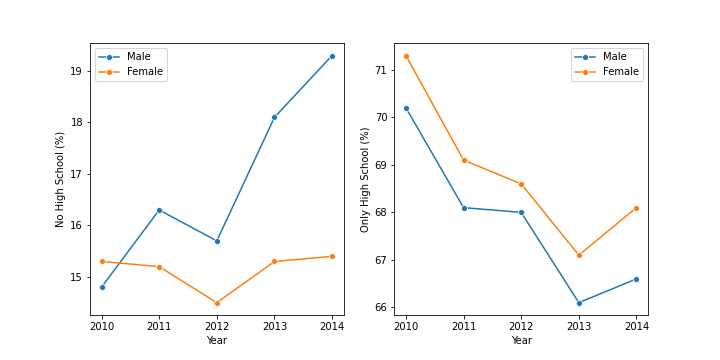 No High School (%)
19
18
17
16
15
Male
Female
2010 2011 2012 2013 2014
Year
Only High School (%)
71
70
69
68
67
66
Male
Female
2010 2011 2012 2013 2014
Year